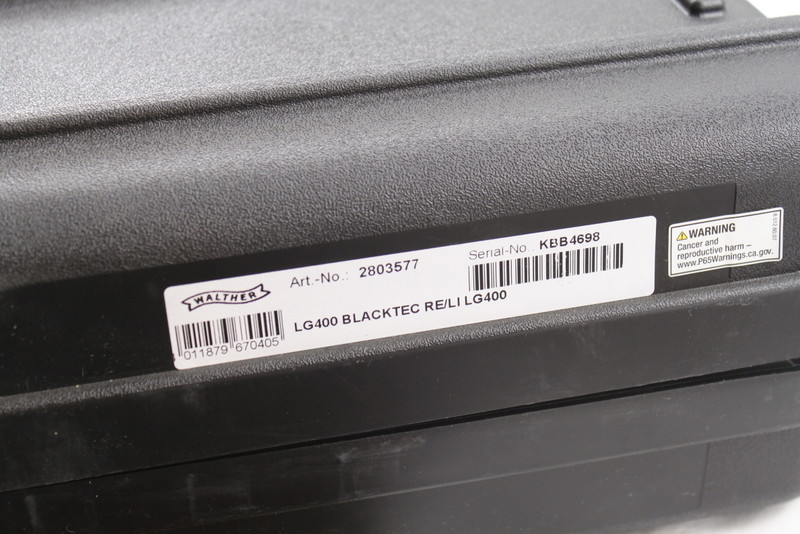 WALTHER
Art.-No.: 2803577
Serial-No. KBB4698
LG400 BLACKTEC RE/LI LG400
011879 670405
WARNING
Cancer and
reproductive harm –
www.P65Warnings.ca.gov.